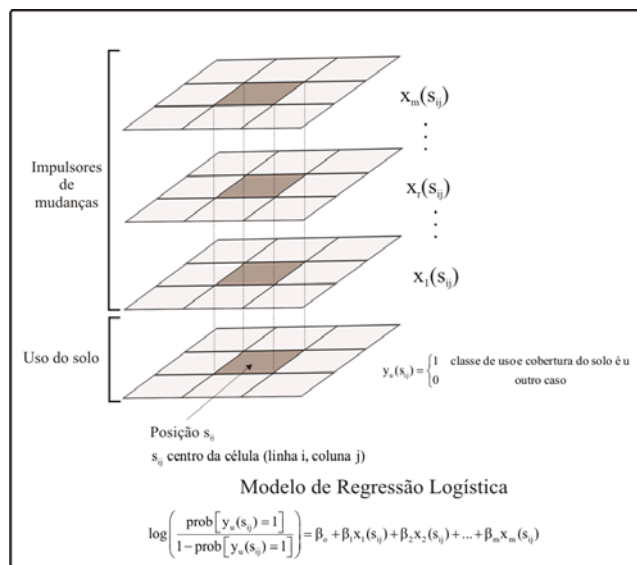 Impulsores
de
mudanças
x_m(s_ij)
⋮
x_r(s_ij)
⋮
x_1(s_ij)
Uso do solo
y_u(s_ij) = {1 classe de uso e cobertura do solo é u
0 outro caso
Posição s_ij
s_ij centro da célula (linha i, coluna j)
Modelo de Regressão Logística
log(prob[y_u(s_ij)=1] / 1−prob[y_u(s_ij)=1]) = β_o + β_1x_1(s_ij) + β_2x_2(s_ij) + ... + β_mx_m(s_ij)